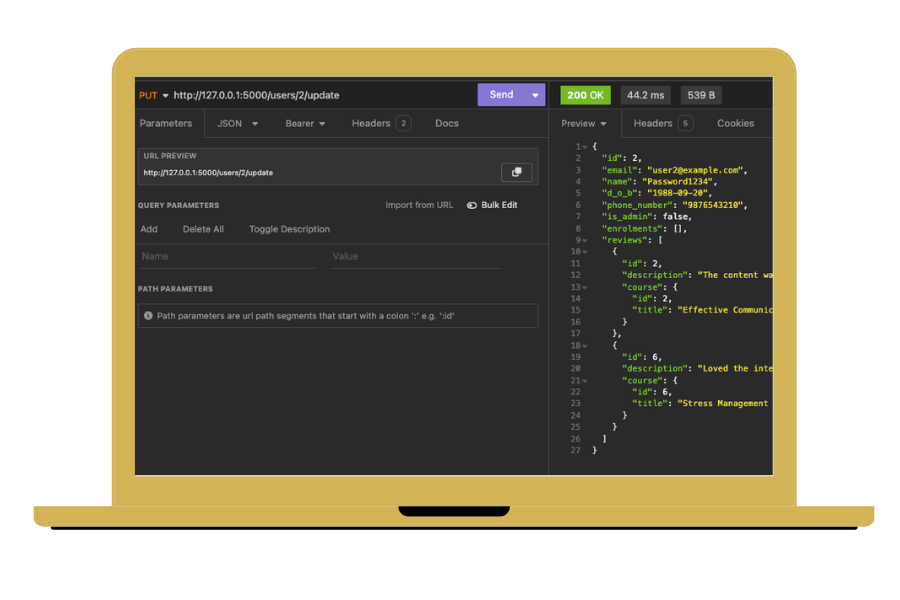 PUT http://127.0.0.1:5000/users/2/update
Send
Parameters JSON Bearer Headers 2 Docs
URL PREVIEW
http://127.0.0.1:5000/users/2/update
QUERY PARAMETERS Import from URL Bulk Edit
Add Delete All Toggle Description
Name Value
PATH PARAMETERS
Path parameters are url path segments that start with a colon ':' e.g. ':id'
200 OK 44.2 ms 539 B
Preview Headers 5 Cookies
1 {
2 "id": 2,
3 "email": "user2@example.com",
4 "name": "Password1234",
5 "d_o_b": "1988-09-20",
6 "phone_number": "9876543210",
7 "is_admin": false,
8 "enrolments": [],
9 "reviews": [
10 {
11 "id": 2,
12 "description": "The content wa
13 "course": {
14 "id": 2,
15 "title": "Effective Communic
16 }
17 },
18 {
19 "id": 6,
20 "description": "Loved the inte
21 "course": {
22 "id": 6,
23 "title": "Stress Management
24 }
25 }
26 ]
27 }